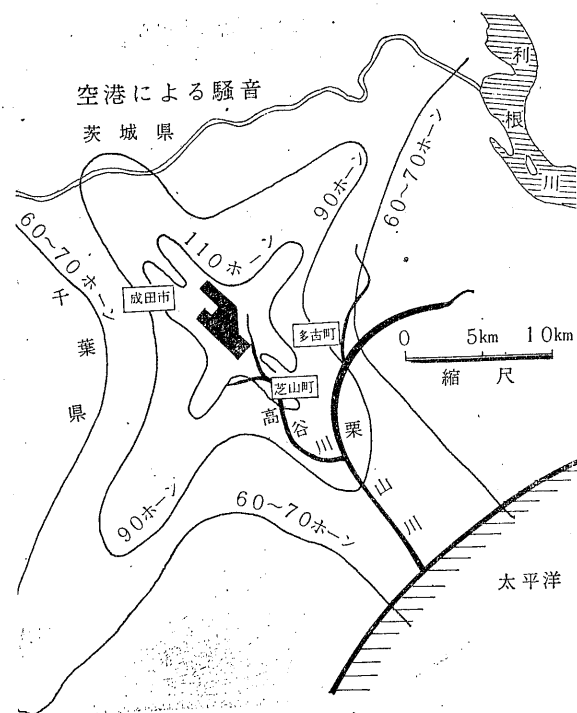 空港による騒音
茨城県
利根川
60〜70ホーン
90ホーン
60〜70ホーン
110ホーン
成田市
千葉県
多古町
0 5km 10km
縮尺
芝山町
高谷川
栗山川
90ホーン
60〜70ホーン
太平洋